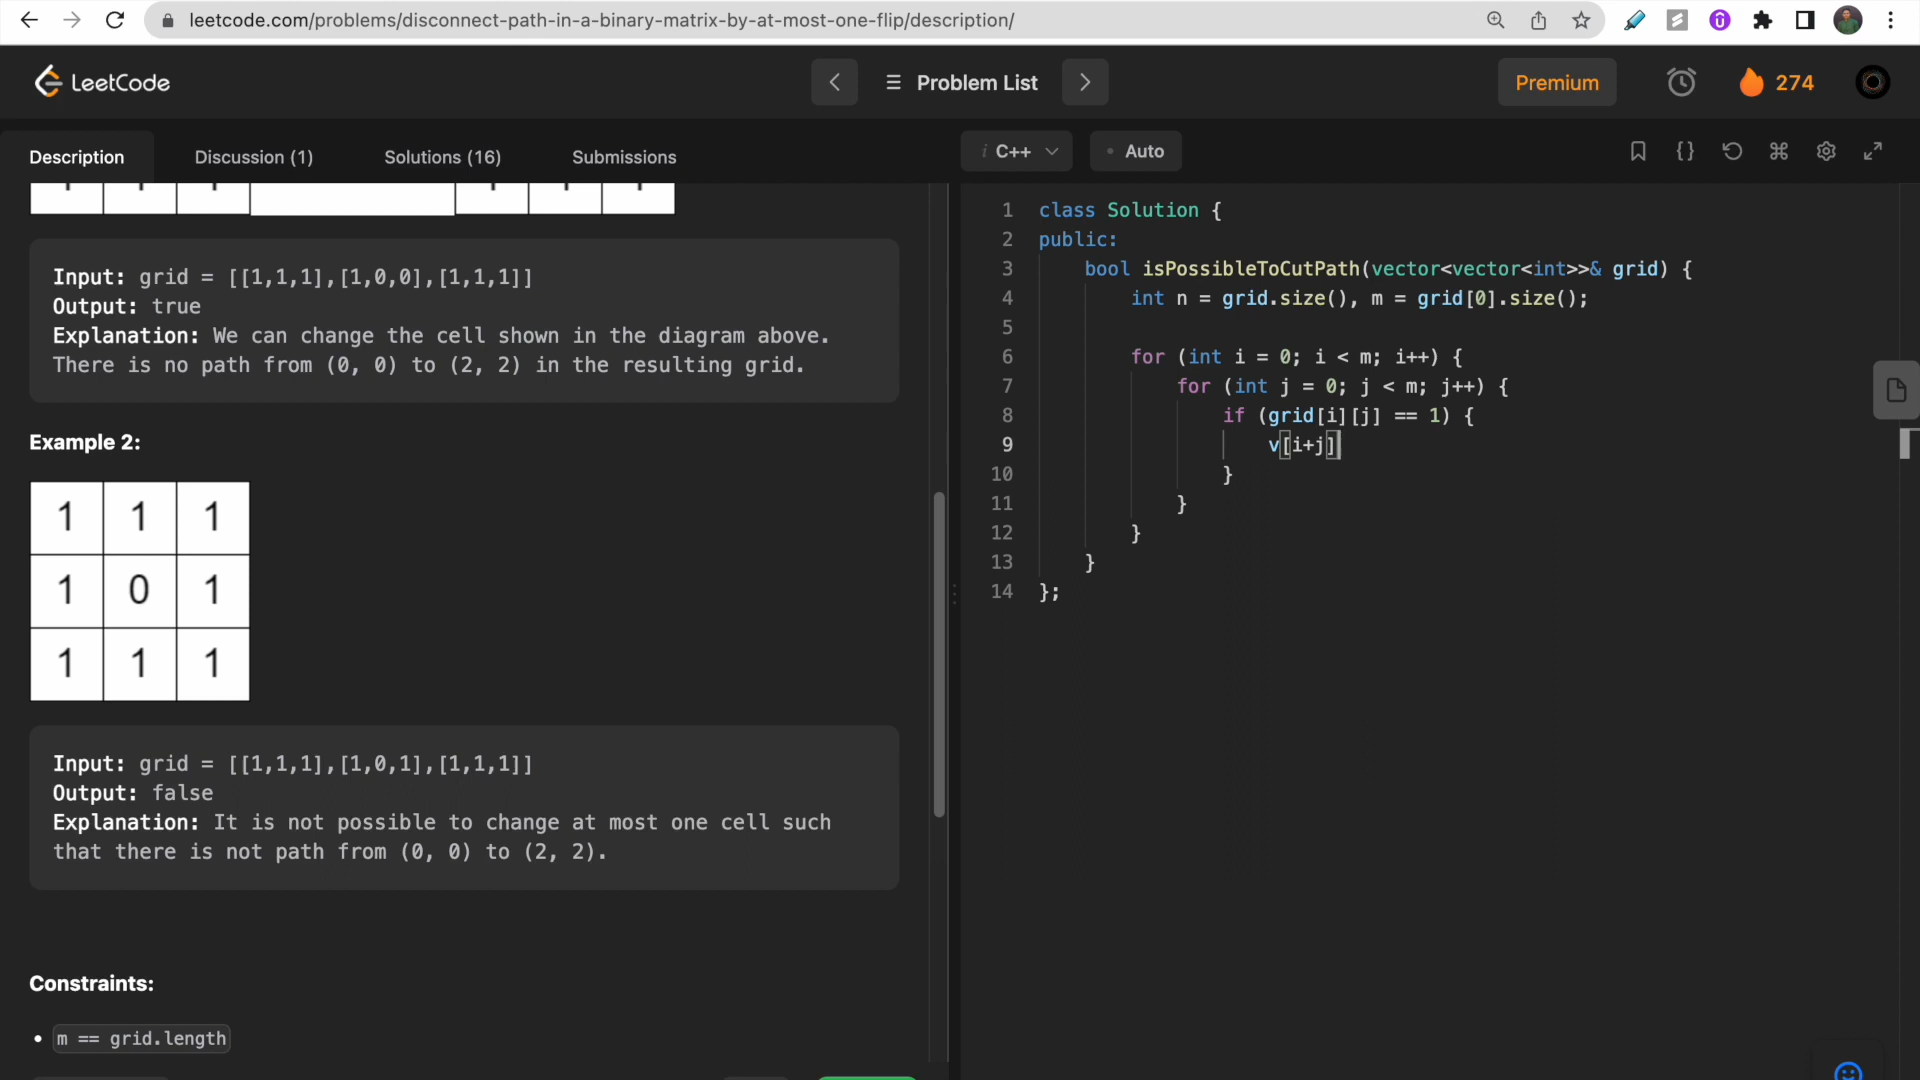 leetcode.com/problems/disconnect-path-in-a-binary-matrix-by-at-most-one-flip/description/
LeetCode
Problem List
Premium
274
Description
Discussion (1)
Solutions (16)
Submissions
i C++
Auto
Input: grid = [[1,1,1],[1,0,0],[1,1,1]]
Output: true
Explanation: We can change the cell shown in the diagram above.
There is no path from (0, 0) to (2, 2) in the resulting grid.
Example 2:
1 1 1
1 0 1
1 1 1
Input: grid = [[1,1,1],[1,0,1],[1,1,1]]
Output: false
Explanation: It is not possible to change at most one cell such
that there is not path from (0, 0) to (2, 2).
Constraints:
m == grid.length
1 class Solution {
2 public:
3 bool isPossibleToCutPath(vector<vector<int>>& grid) {
4 int n = grid.size(), m = grid[0].size();
5
6 for (int i = 0; i < m; i++) {
7 for (int j = 0; j < m; j++) {
8 if (grid[i][j] == 1) {
9 v[i+j]
10 }
11 }
12 }
13 }
14 };